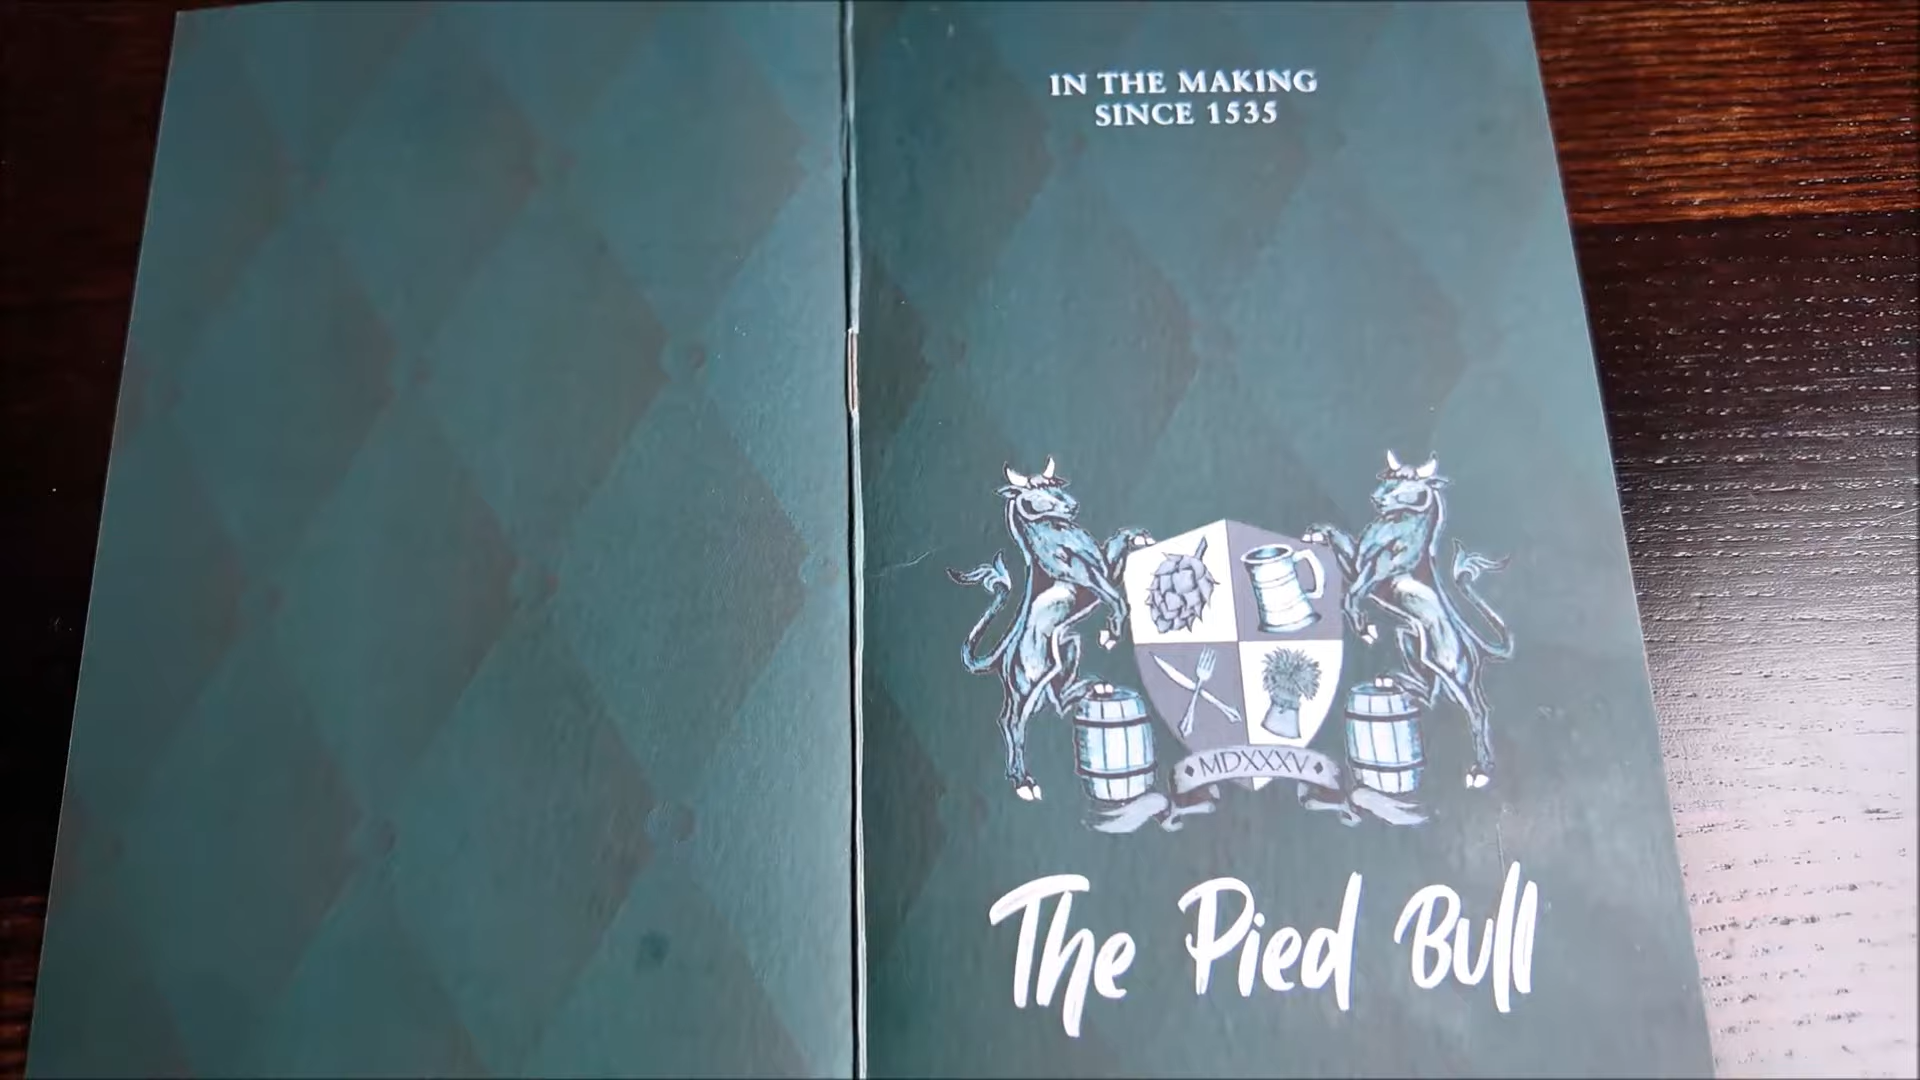 IN THE MAKING
SINCE 1535
MDXXXV
The Pied Bull